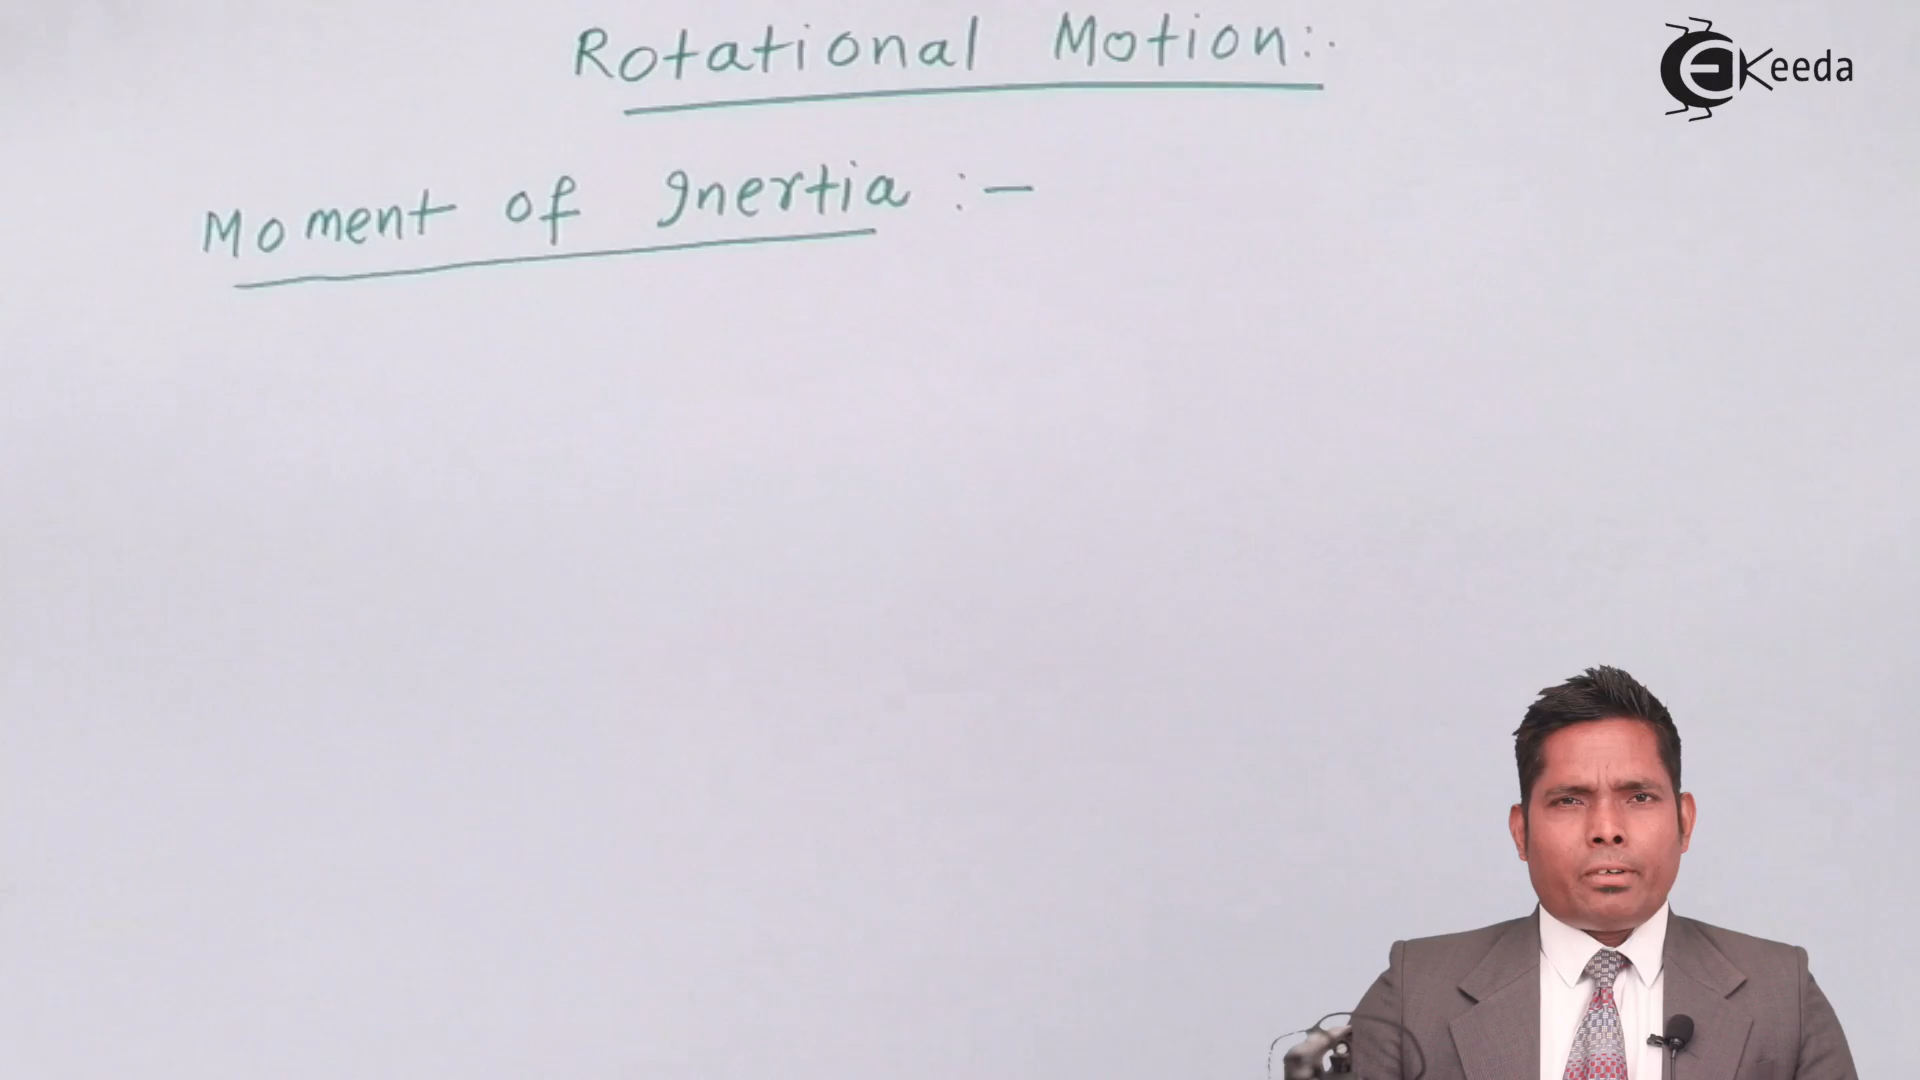 Rotational Motion:.
EKeeda
Moment of Inertia :-